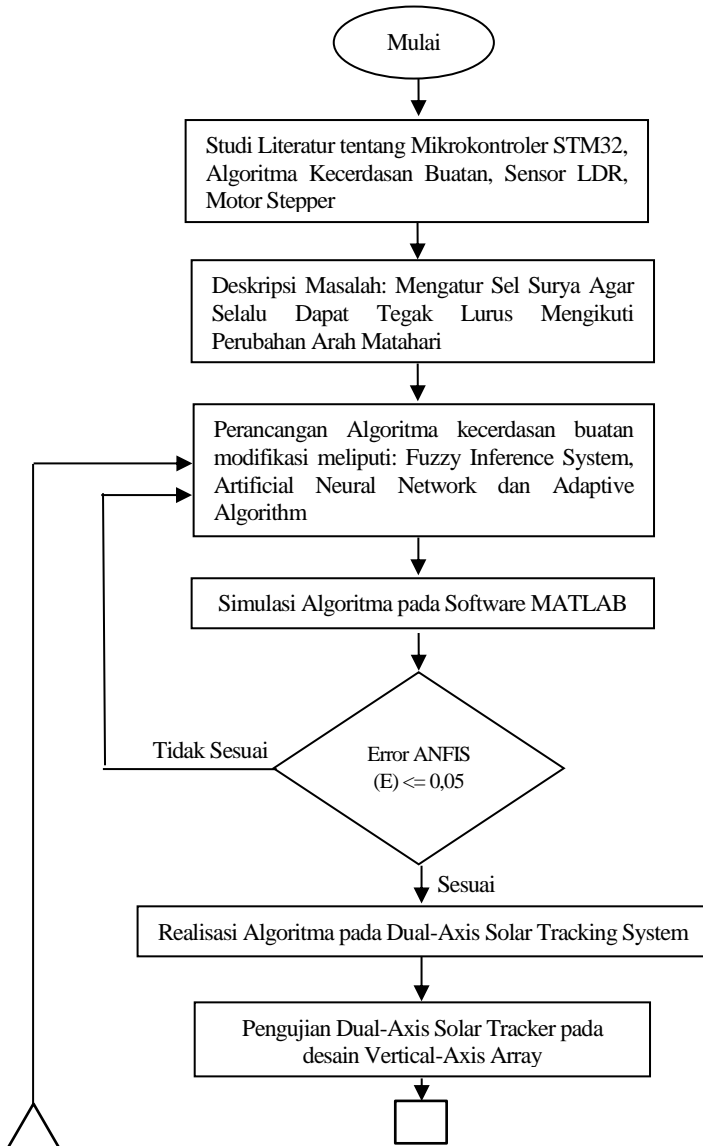 Mulai
Studi Literatur tentang Mikrokontroler STM32,
Algoritma Kecerdasan Buatan, Sensor LDR,
Motor Stepper
Deskripsi Masalah: Mengatur Sel Surya Agar
Selalu Dapat Tegak Lurus Mengikuti
Perubahan Arah Matahari
Perancangan Algoritma kecerdasan buatan
modifikasi meliputi: Fuzzy Inference System,
Artificial Neural Network dan Adaptive
Algorithm
Simulasi Algoritma pada Software MATLAB
Tidak Sesuai
Error ANFIS
(E) <= 0,05
Sesuai
Realisasi Algoritma pada Dual-Axis Solar Tracking System
Pengujian Dual-Axis Solar Tracker pada
desain Vertical-Axis Array